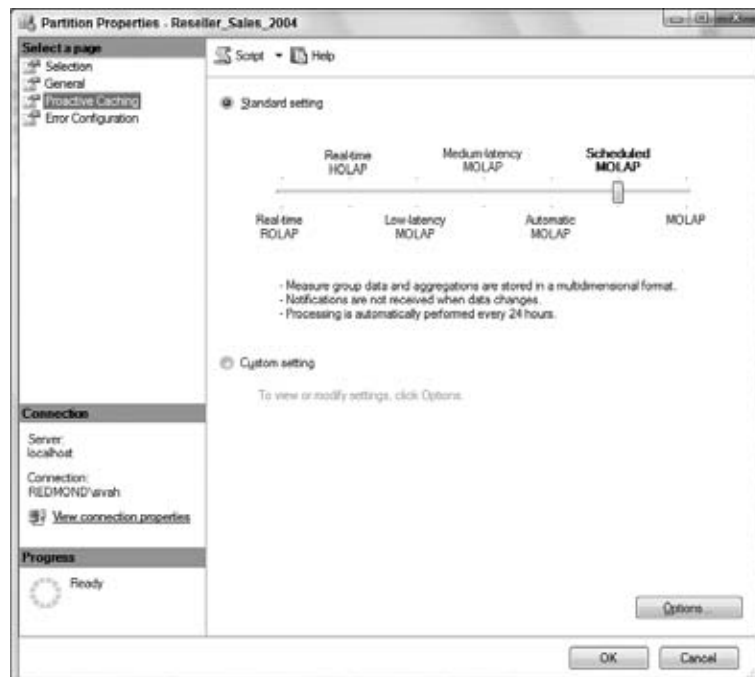 Partition Properties - Reseller_Sales_2004
Select a page
Selection
General
Proactive Caching
Error Configuration
Script
Help
Standard setting
Real-time
HOLAP
Medium-latency
MOLAP
Scheduled
MOLAP
Real-time
ROLAP
Low-latency
MOLAP
Automatic
MOLAP
MOLAP
- Measure group data and aggregations are stored in a multidimensional format.
- Notifications are not received when data changes.
- Processing is automatically performed every 24 hours.
Custom setting
To view or modify settings, click Options.
Connection
Server:
localhost
Connection:
REDMOND\sivah
View connection properties
Progress
Ready
Options...
OK
Cancel